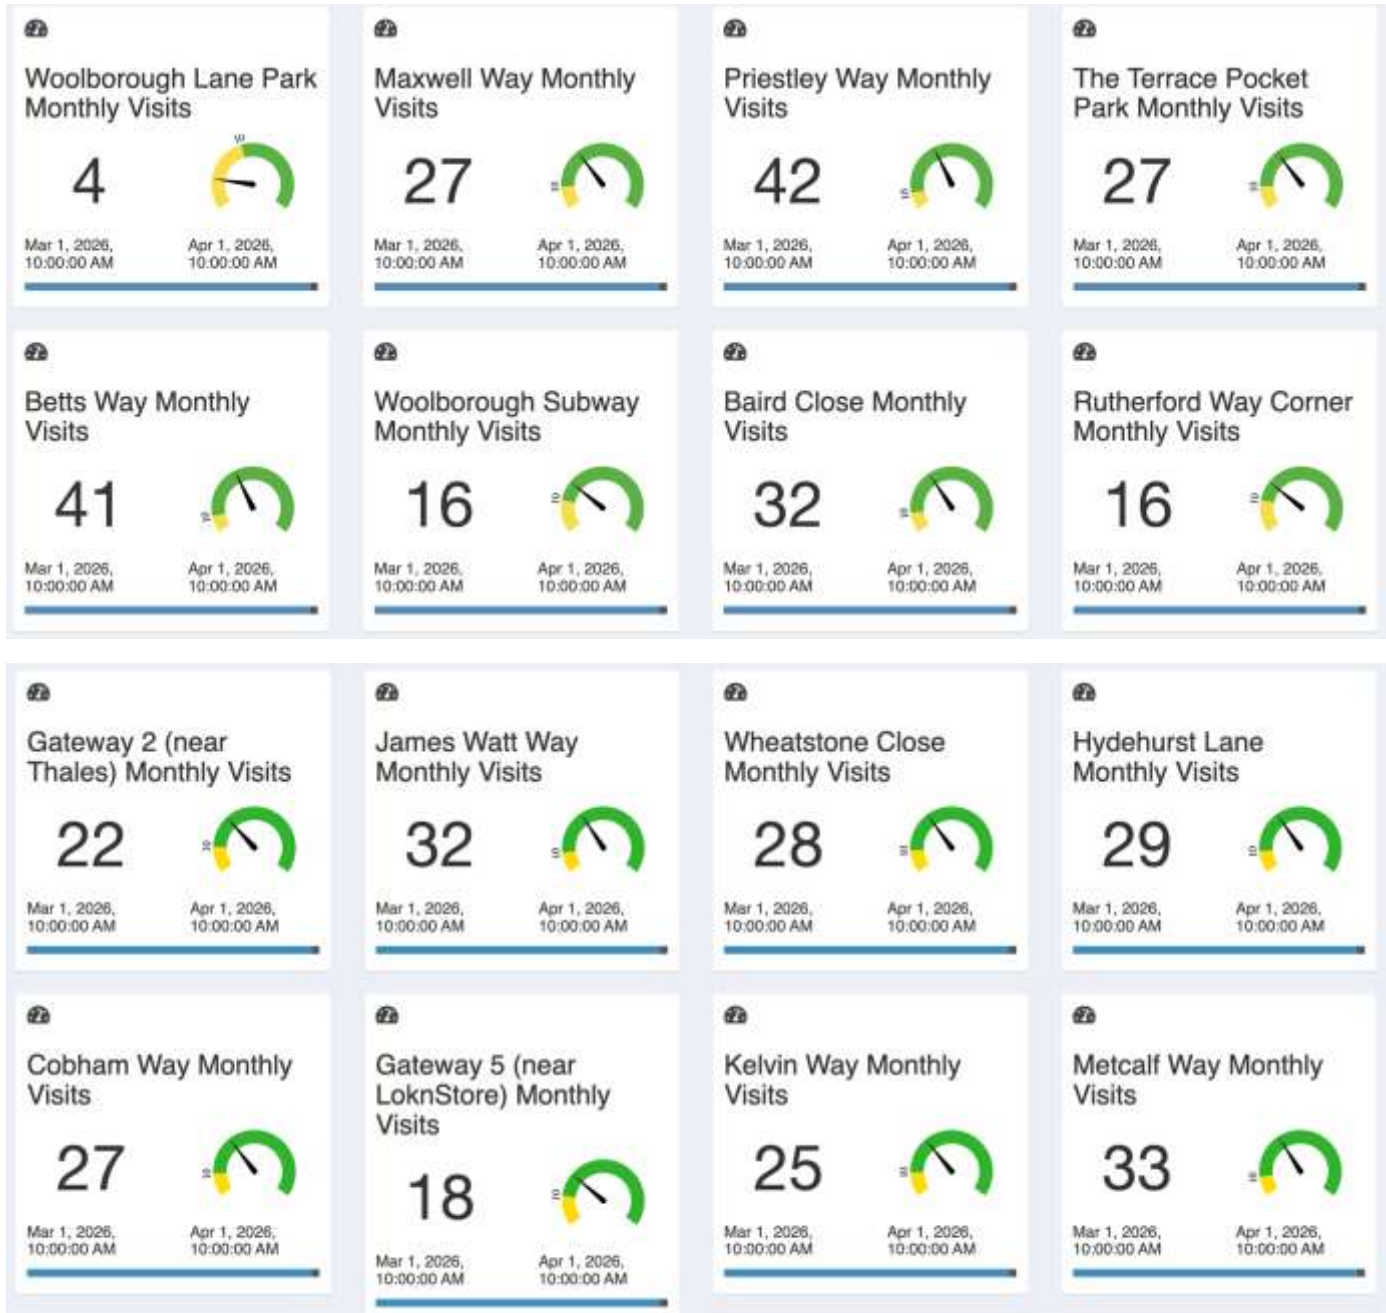 Woolborough Lane Park
Monthly Visits
4
Mar 1, 2026,
10:00:00 AM
Apr 1, 2026,
10:00:00 AM
Maxwell Way Monthly
Visits
27
10
Mar 1, 2026,
10:00:00 AM
Apr 1, 2026,
10:00:00 AM
Priestley Way Monthly
Visits
42
10
Mar 1, 2026,
10:00:00 AM
Apr 1, 2026,
10:00:00 AM
The Terrace Pocket
Park Monthly Visits
27
10
Mar 1, 2026,
10:00:00 AM
Apr 1, 2026,
10:00:00 AM
Betts Way Monthly
Visits
41
10
Mar 1, 2026,
10:00:00 AM
Apr 1, 2026,
10:00:00 AM
Woolborough Subway
Monthly Visits
16
10
Mar 1, 2026,
10:00:00 AM
Apr 1, 2026,
10:00:00 AM
Baird Close Monthly
Visits
32
10
Mar 1, 2026,
10:00:00 AM
Apr 1, 2026,
10:00:00 AM
Rutherford Way Corner
Monthly Visits
16
10
Mar 1, 2026,
10:00:00 AM
Apr 1, 2026,
10:00:00 AM
Gateway 2 (near
Thales) Monthly Visits
22
10
Mar 1, 2026,
10:00:00 AM
Apr 1, 2026,
10:00:00 AM
James Watt Way
Monthly Visits
32
10
Mar 1, 2026,
10:00:00 AM
Apr 1, 2026,
10:00:00 AM
Wheatstone Close
Monthly Visits
28
10
Mar 1, 2026,
10:00:00 AM
Apr 1, 2026,
10:00:00 AM
Hydehurst Lane
Monthly Visits
29
10
Mar 1, 2026,
10:00:00 AM
Apr 1, 2026,
10:00:00 AM
Cobham Way Monthly
Visits
27
10
Mar 1, 2026,
10:00:00 AM
Apr 1, 2026,
10:00:00 AM
Gateway 5 (near
LoknStore) Monthly
Visits
18
10
Mar 1, 2026,
10:00:00 AM
Apr 1, 2026,
10:00:00 AM
Kelvin Way Monthly
Visits
25
10
Mar 1, 2026,
10:00:00 AM
Apr 1, 2026,
10:00:00 AM
Metcalf Way Monthly
Visits
33
10
Mar 1, 2026,
10:00:00 AM
Apr 1, 2026,
10:00:00 AM